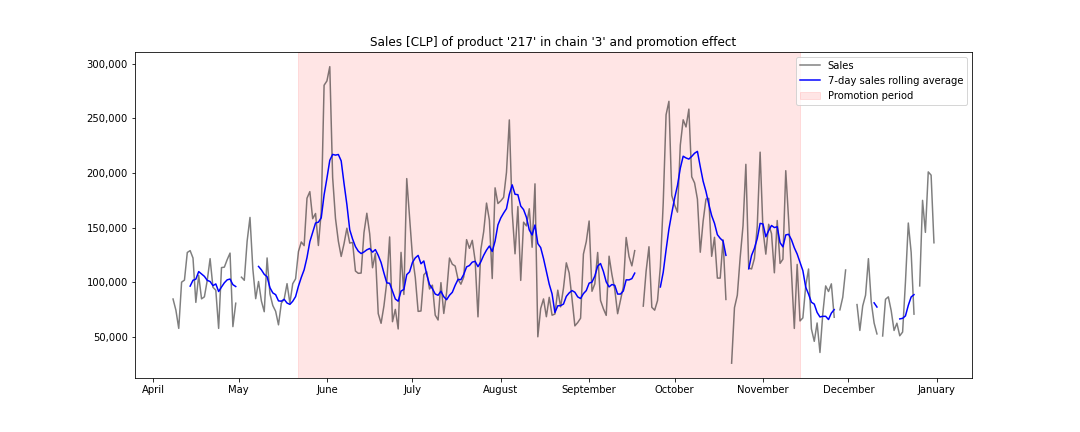 Sales [CLP] of product '217' in chain '3' and promotion effect
300,000
250,000
200,000
150,000
100,000
50,000
Sales
7-day sales rolling average
Promotion period
April May June July August September October November December January